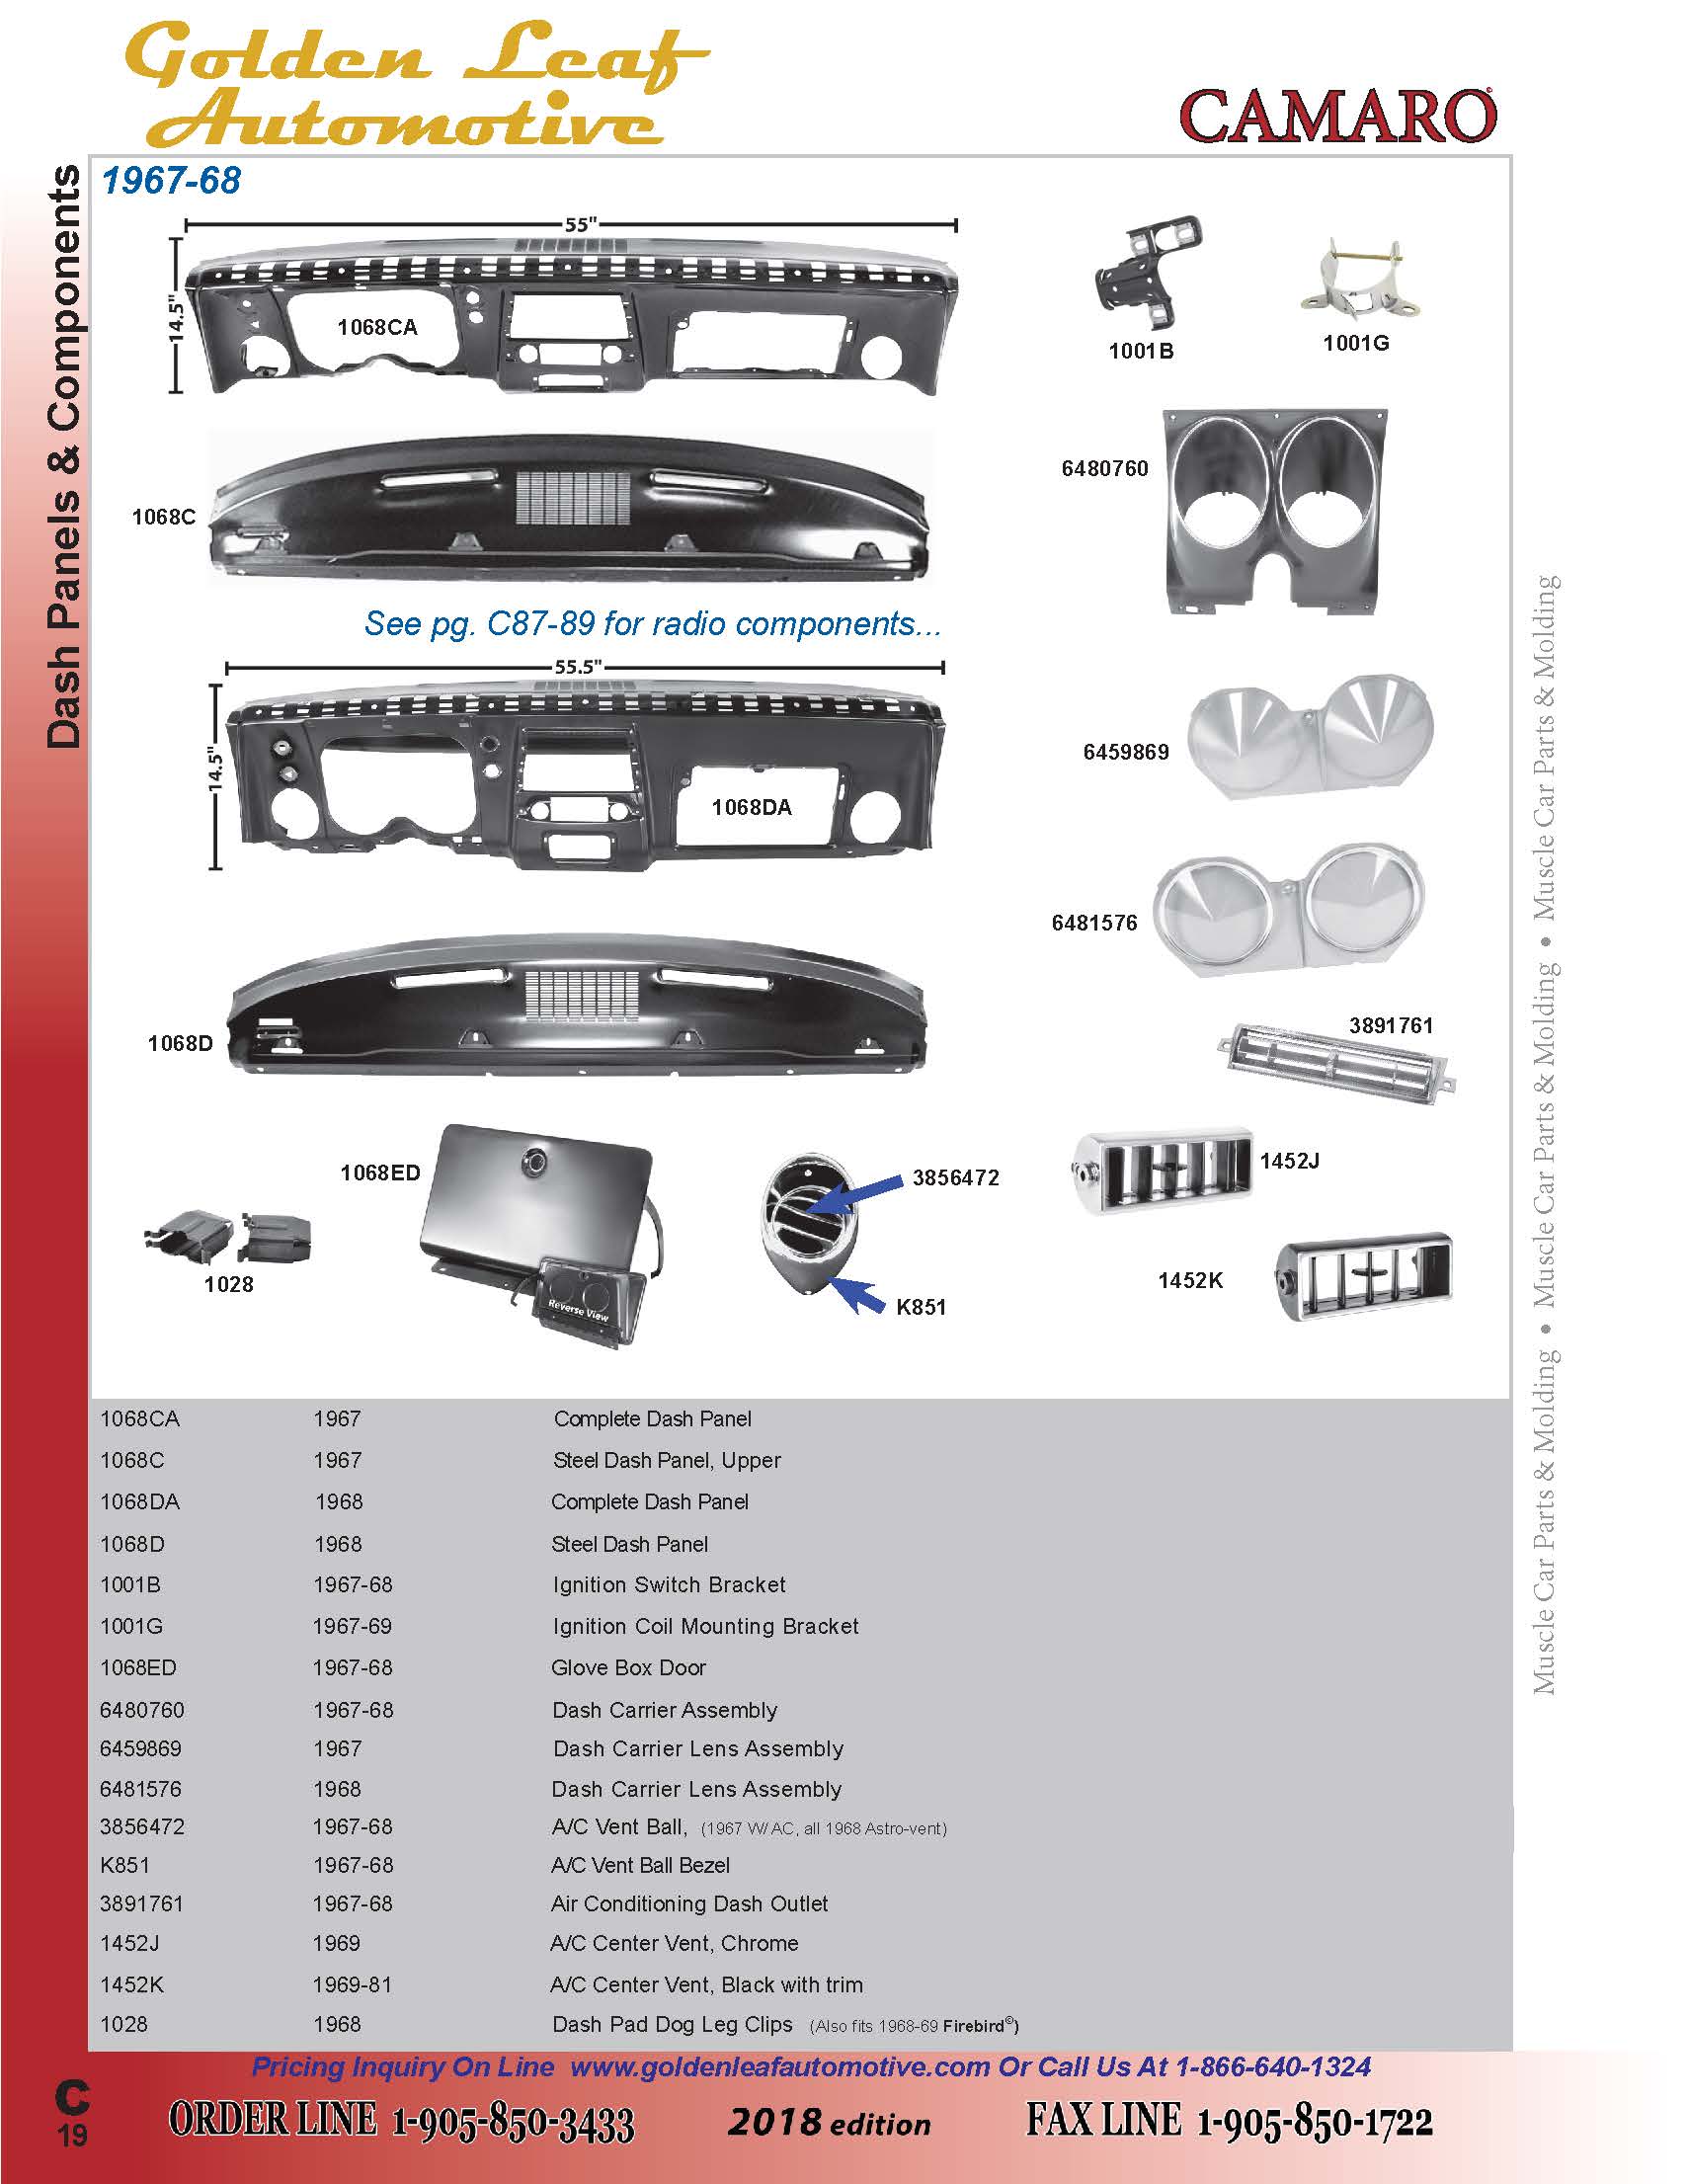 Golden Leaf
Automotive
CAMARO®
Dash Panels & Components
1967-68
55"
14.5"
1068CA
1001B
1001G
1068C
6480760
See pg. C87-89 for radio components...
55.5"
14.5"
1068DA
6459869
6481576
1068D
3891761
1068ED
3856472
1452J
1028
Reverse View
K851
1452K
1068CA 1967 Complete Dash Panel
1068C 1967 Steel Dash Panel, Upper
1068DA 1968 Complete Dash Panel
1068D 1968 Steel Dash Panel
1001B 1967-68 Ignition Switch Bracket
1001G 1967-69 Ignition Coil Mounting Bracket
1068ED 1967-68 Glove Box Door
6480760 1967-68 Dash Carrier Assembly
6459869 1967 Dash Carrier Lens Assembly
6481576 1968 Dash Carrier Lens Assembly
3856472 1967-68 A/C Vent Ball, (1967 W/AC, all 1968 Astro-vent)
K851 1967-68 A/C Vent Ball Bezel
3891761 1967-68 Air Conditioning Dash Outlet
1452J 1969 A/C Center Vent, Chrome
1452K 1969-81 A/C Center Vent, Black with trim
1028 1968 Dash Pad Dog Leg Clips (Also fits 1968-69 Firebird©)
Muscle Car Parts & Molding • Muscle Car Parts & Molding • Muscle Car Parts & Molding
Pricing Inquiry On Line www.goldenleafautomotive.com Or Call Us At 1-866-640-1324
C
19
ORDER LINE 1-905-850-3433 2018 edition FAX LINE 1-905-850-1722